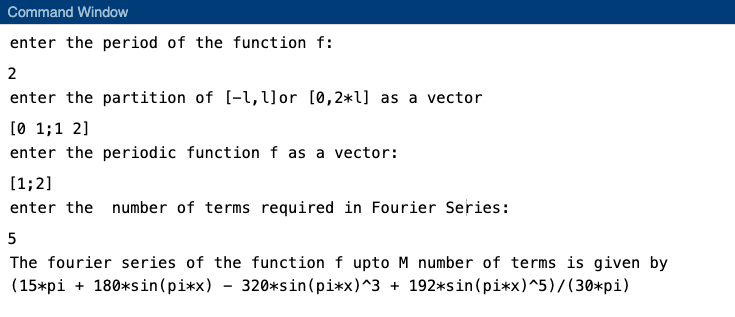 Command Window
enter the period of the function f:
2
enter the partition of [-l,l]or [0,2*l] as a vector
[0 1;1 2]
enter the periodic function f as a vector:
[1;2]
enter the  number of terms required in Fourier Series:
5
The fourier series of the function f upto M number of terms is given by
(15*pi + 180*sin(pi*x) - 320*sin(pi*x)^3 + 192*sin(pi*x)^5)/(30*pi)